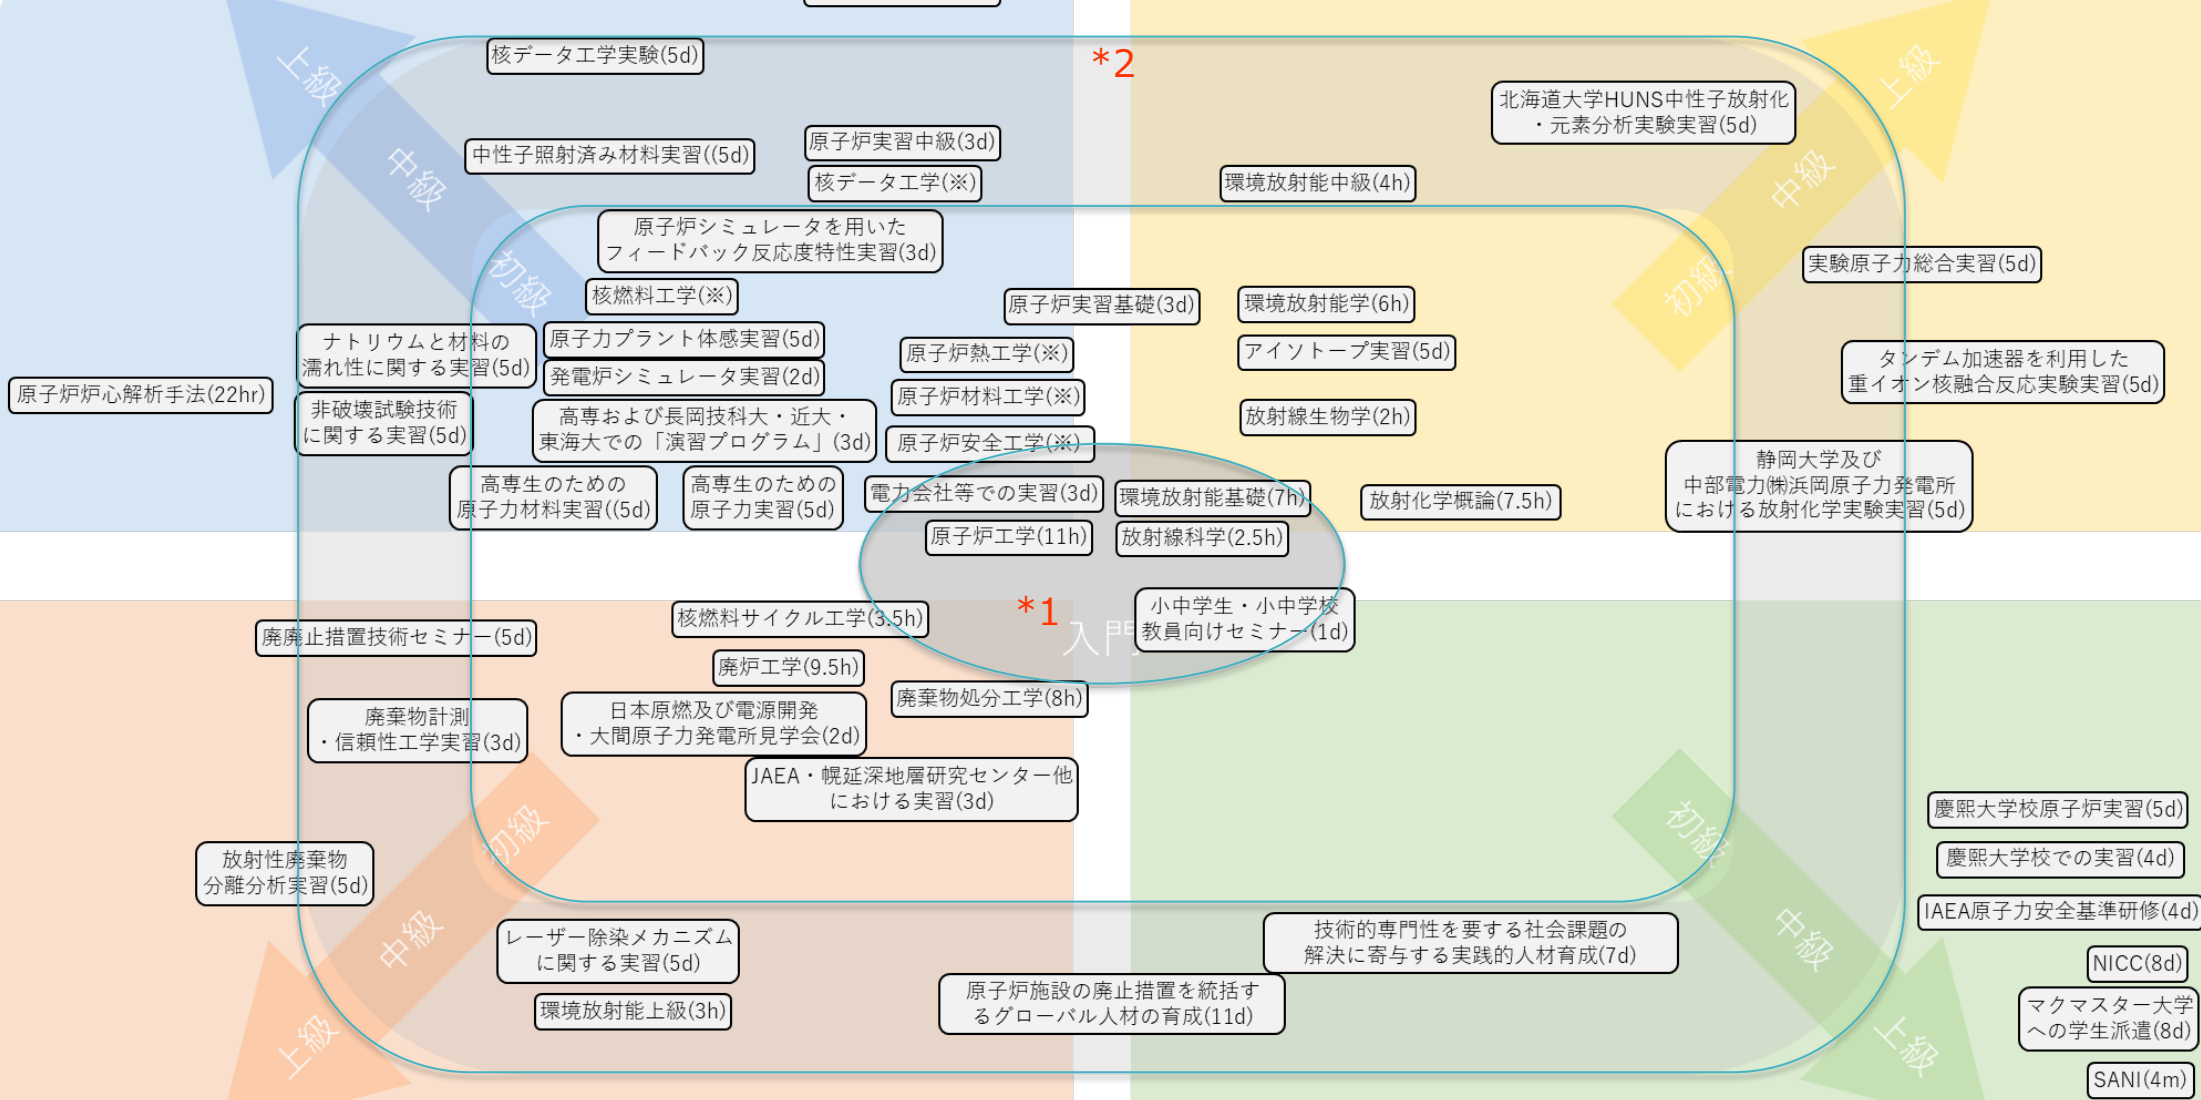 上級
核データ工学実験(5d)
*2
上級
北海道大学HUNS中性子放射化
・元素分析実験実習(5d)
中級
中性子照射済み材料実習((5d)
原子炉実習中級(3d)
核データ工学(※)
環境放射能中級(4h)
中級
原子炉シミュレータを用いた
フィードバック反応度特性実習(3d)
初級
核燃料工学(※)
原子炉実習基礎(3d)
環境放射能学(6h)
初級
実験原子力総合実習(5d)
ナトリウムと材料の
濡れ性に関する実習(5d)
原子力プラント体感実習(5d)
発電炉シミュレータ実習(2d)
原子炉熱工学(※)
アイソトープ実習(5d)
タンデム加速器を利用した
重イオン核融合反応実験実習(5d)
原子炉炉心解析手法(22hr)
非破壊試験技術
に関する実習(5d)
高専および長岡技科大・近大・
東海大での「演習プログラム」(3d)
原子炉材料工学(※)
原子炉安全工学(※)
放射線生物学(2h)
高専生のための
原子力材料実習((5d)
高専生のための
原子力実習(5d)
電力会社等での実習(3d)
環境放射能基礎(7h)
放射化学概論(7.5h)
静岡大学及び
中部電力㈱浜岡原子力発電所
における放射化学実験実習(5d)
原子炉工学(11h)
放射線科学(2.5h)
*1
入門
小中学生・小中学校
教員向けセミナー(1d)
核燃料サイクル工学(3.5h)
廃廃止措置技術セミナー(5d)
廃炉工学(9.5h)
廃棄物処分工学(8h)
廃棄物計測
・信頼性工学実習(3d)
日本原燃及び電源開発
・大間原子力発電所見学会(2d)
JAEA・幌延深地層研究センター他
における実習(3d)
初級
放射性廃棄物
分離分析実習(5d)
中級
レーザー除染メカニズム
に関する実習(5d)
環境放射能上級(3h)
上級
技術的専門性を要する社会課題の
解決に寄与する実践的人材育成(7d)
原子炉施設の廃止措置を統括す
るグローバル人材の育成(11d)
初級
慶熙大学校原子炉実習(5d)
慶熙大学校での実習(4d)
IAEA原子力安全基準研修(4d)
中級
NICC(8d)
マクマスター大学
への学生派遣(8d)
上級
SANI(4m)